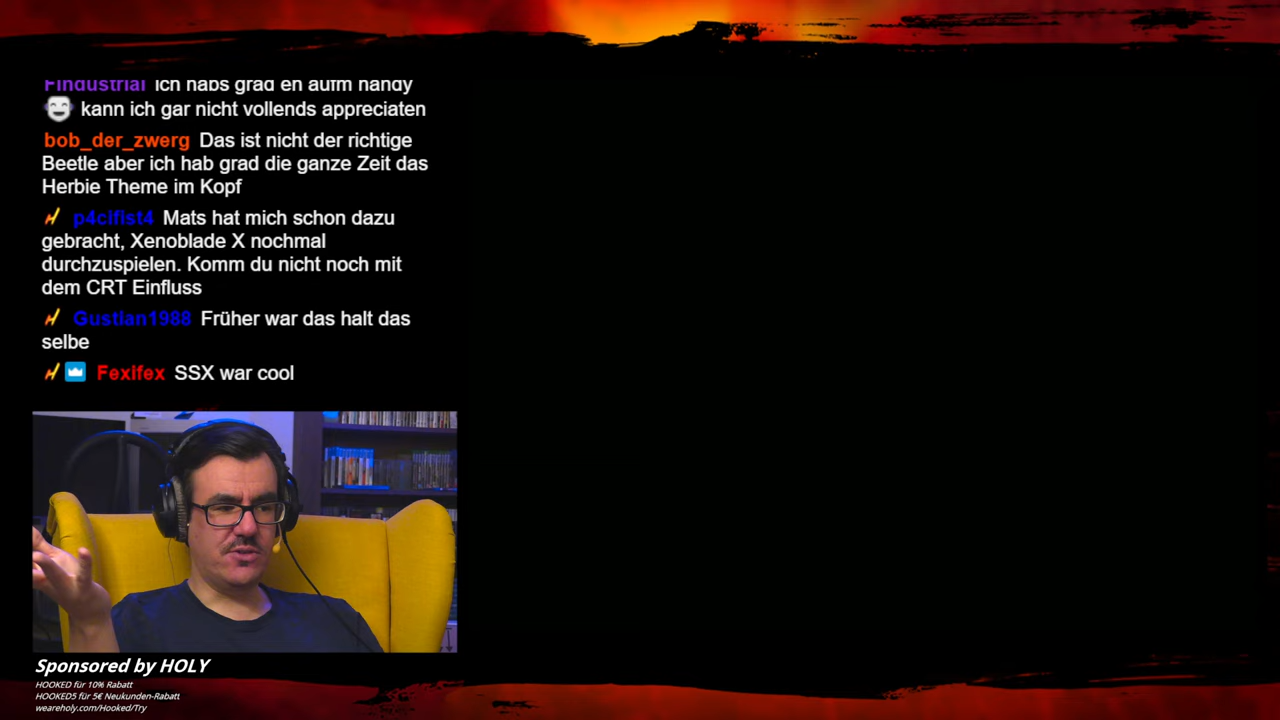 Findustrial Ich habs grad en aufm handy
kann ich gar nicht vollends appreciaten
bob_der_zwerg Das ist nicht der richtige
Beetle aber ich hab grad die ganze Zeit das
Herbie Theme im Kopf
p4cifist4 Mats hat mich schon dazu
gebracht, Xenoblade X nochmal
durchzuspielen. Komm du nicht noch mit
dem CRT Einfluss
Gustlan1988 Früher war das halt das
selbe
Fexifex SSX war cool
Sponsored by HOLY
HOOKED für 10% Rabatt
HOOKED5 für 5€ Neukunden-Rabatt
weareholy.com/Hooked/Try